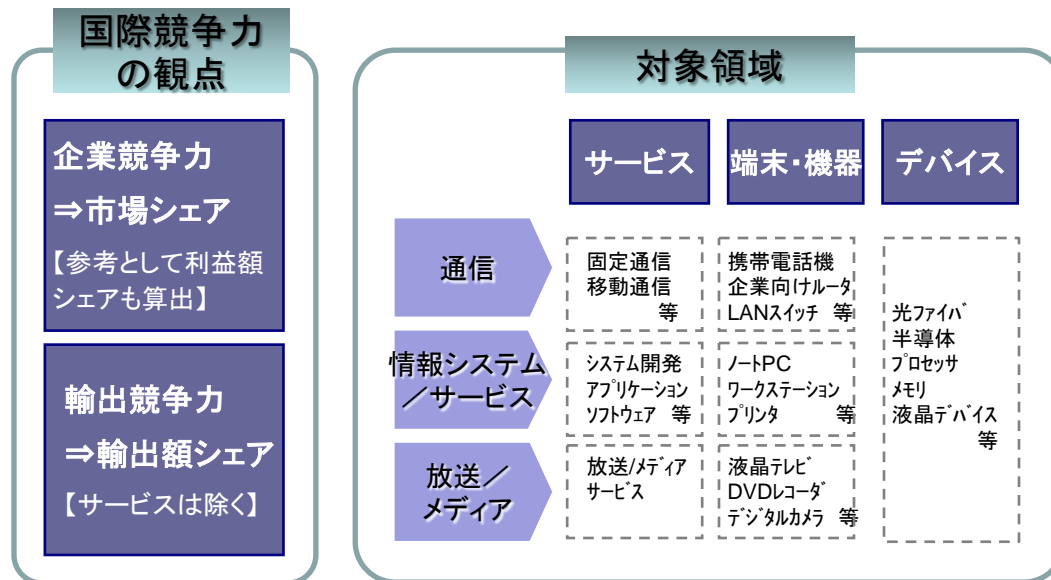 国際競争力
の観点
企業競争力
⇒市場シェア
【参考として利益額
シェアも算出】
輸出競争力
⇒輸出額シェア
【サービスは除く】
対象領域
サービス
端末・機器
デバイス
通信
固定通信
移動通信
等
携帯電話機
企業向けルータ
LANスイッチ 等
情報システム
／サービス
システム開発
アプリケーション
ソフトウェア 等
ノートPC
ワークステーション
プリンタ 等
放送／
メディア
放送/メディア
サービス
液晶テレビ
DVDレコーダ
デジタルカメラ 等
光ファイバ
半導体
プロセッサ
メモリ
液晶デバイス
等